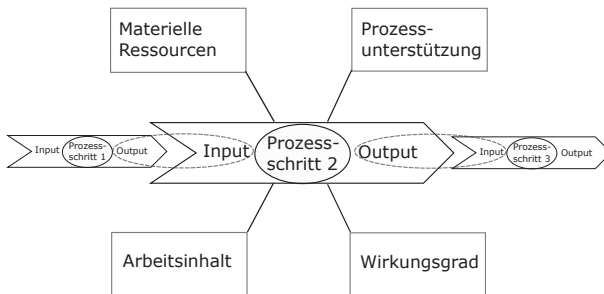 Materielle
Ressourcen
Prozess-
unterstützung
Input
Prozess-
schritt 1
Output
Input
Prozess-
schritt 2
Output
Input
Prozess-
schritt 3
Output
Arbeitsinhalt
Wirkungsgrad